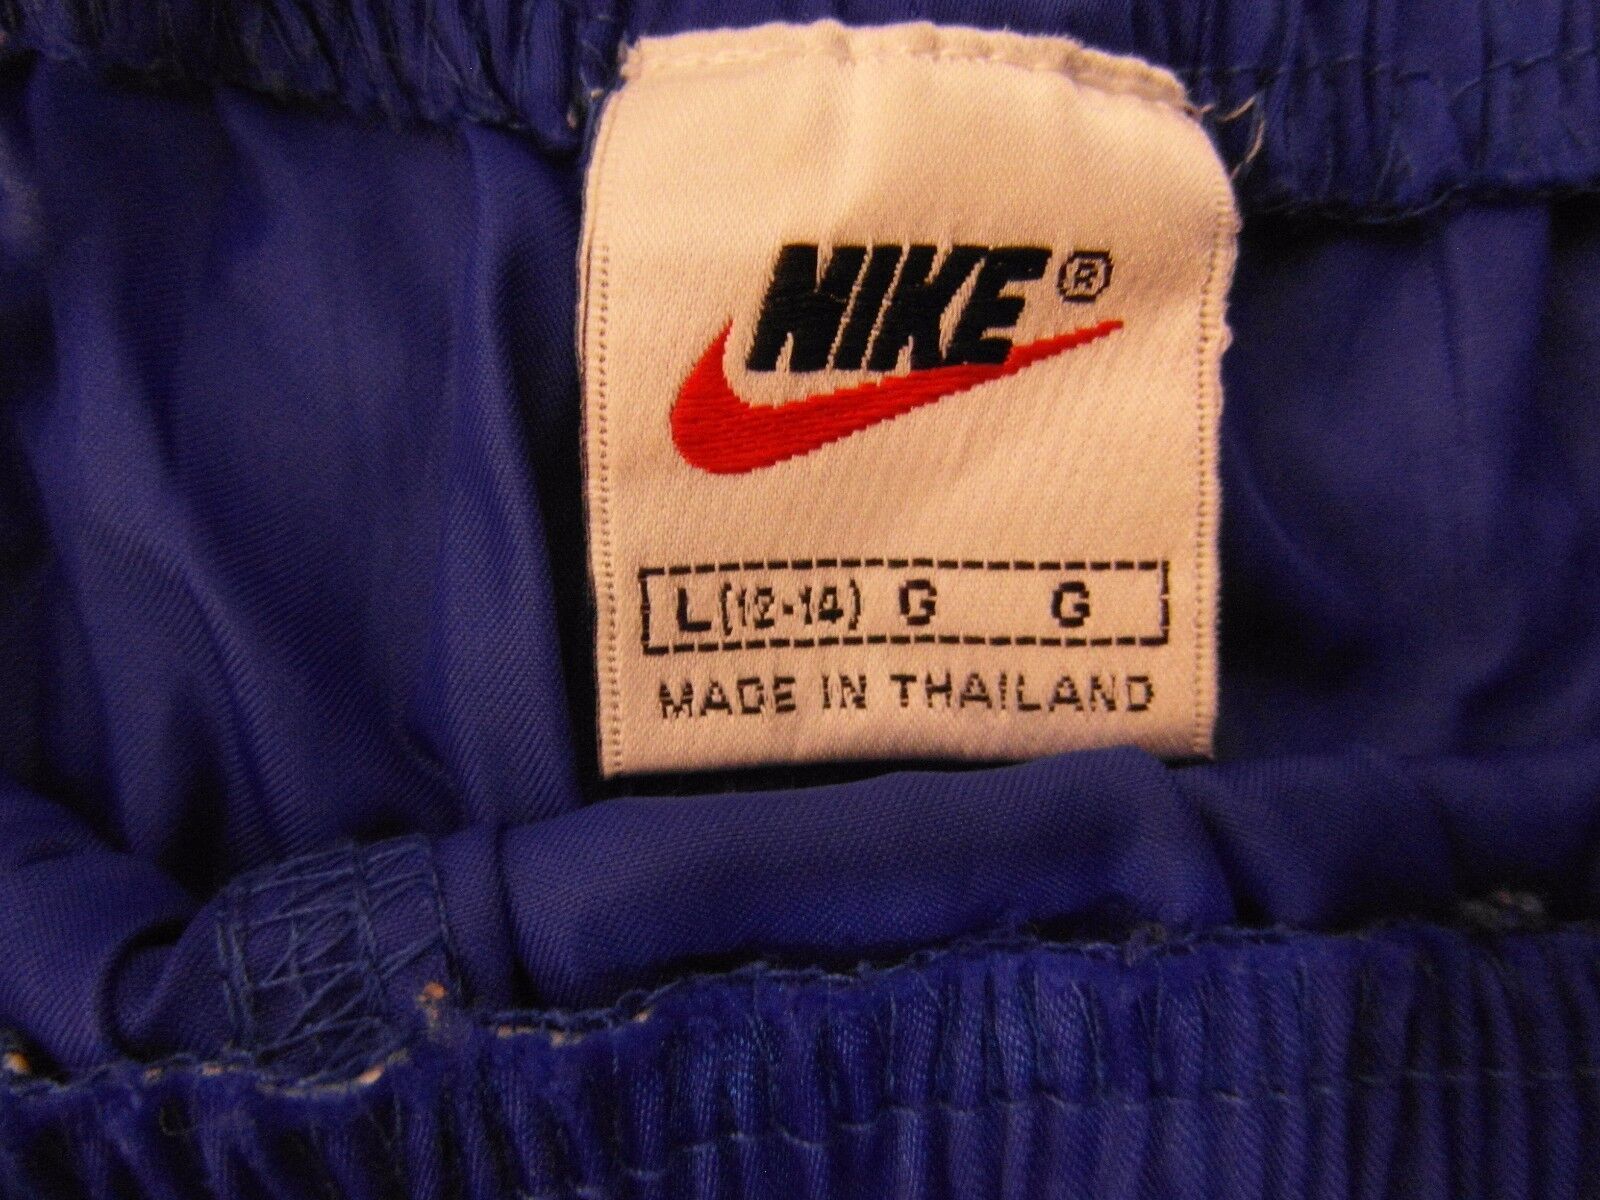 NIKE®
L (12-14) G G
MADE IN THAILAND